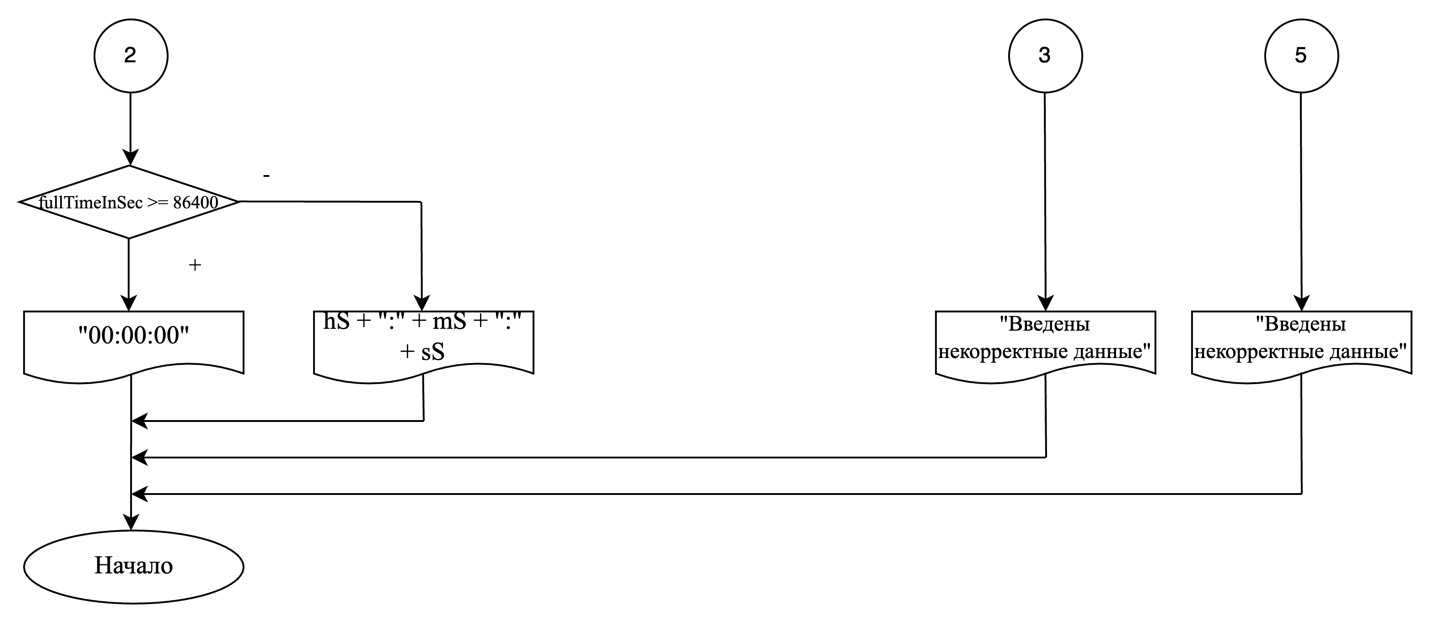 2
3
5
-
fullTimeInSec >= 86400
+
"00:00:00"
hS + ":" + mS + ":"
+ sS
"Введены
некорректные данные"
"Введены
некорректные данные"
Начало